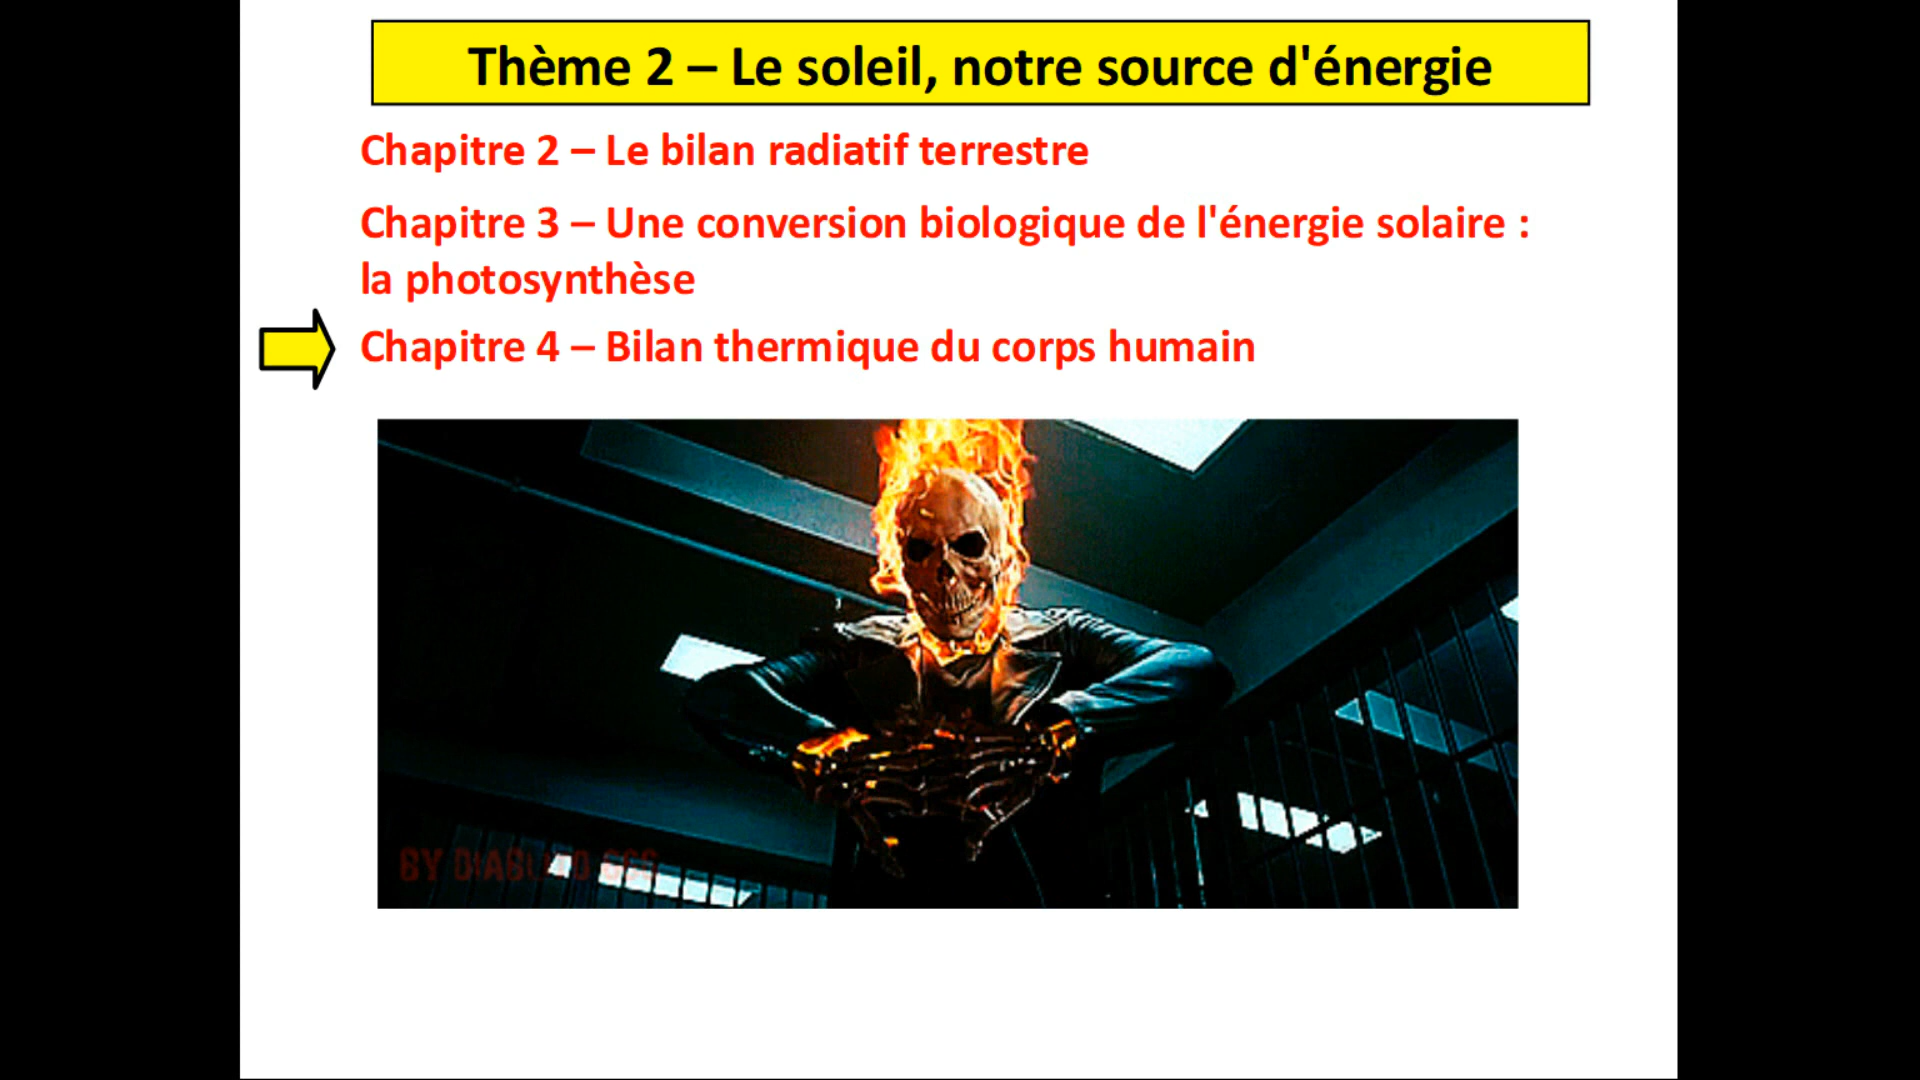 Thème 2 – Le soleil, notre source d'énergie
Chapitre 2 – Le bilan radiatif terrestre
Chapitre 3 – Une conversion biologique de l'énergie solaire :
la photosynthèse
Chapitre 4 – Bilan thermique du corps humain
BY